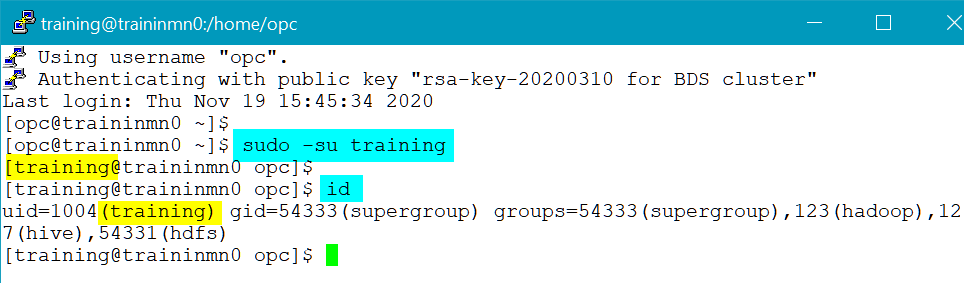 training@traininmn0:/home/opc
Using username "opc".
Authenticating with public key "rsa-key-20200310 for BDS cluster"
Last login: Thu Nov 19 15:45:34 2020
[opc@traininmn0 ~]$
[opc@traininmn0 ~]$ sudo -su training
[training@traininmn0 opc]$
[training@traininmn0 opc]$ id
uid=1004(training) gid=54333(supergroup) groups=54333(supergroup),123(hadoop),12
7(hive),54331(hdfs)
[training@traininmn0 opc]$